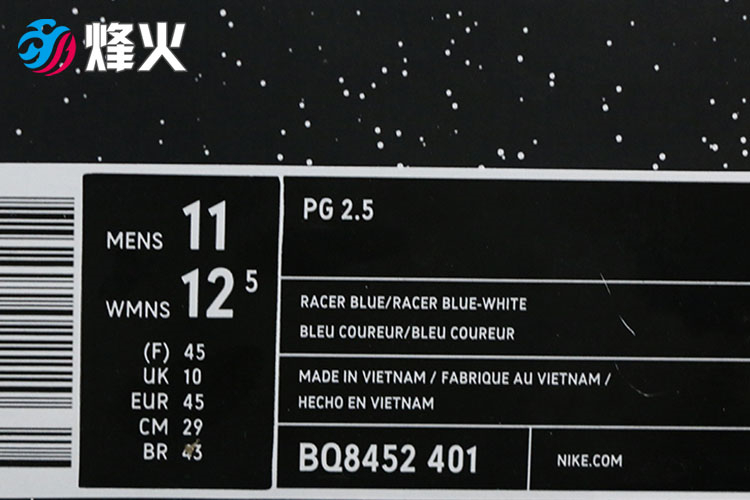 烽火
MENS 11
WMNS 12 5
(F) 45
UK 10
EUR 45
CM 29
BR 43
PG 2.5
RACER BLUE/RACER BLUE-WHITE
BLEU COUREUR/BLEU COUREUR
MADE IN VIETNAM / FABRIQUE AU VIETNAM /
HECHO EN VIETNAM
BQ8452 401
NIKE.COM